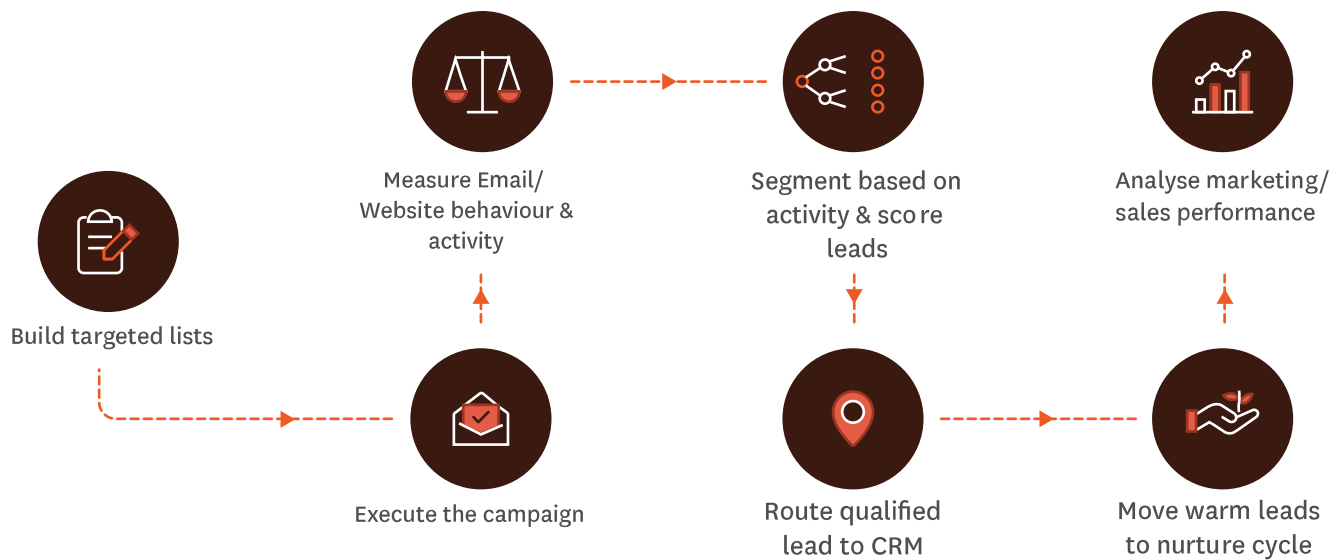 Build targeted lists
Execute the campaign
Measure Email/
Website behaviour &
activity
Segment based on
activity & score
leads
Route qualified
lead to CRM
Move warm leads
to nurture cycle
Analyse marketing/
sales performance